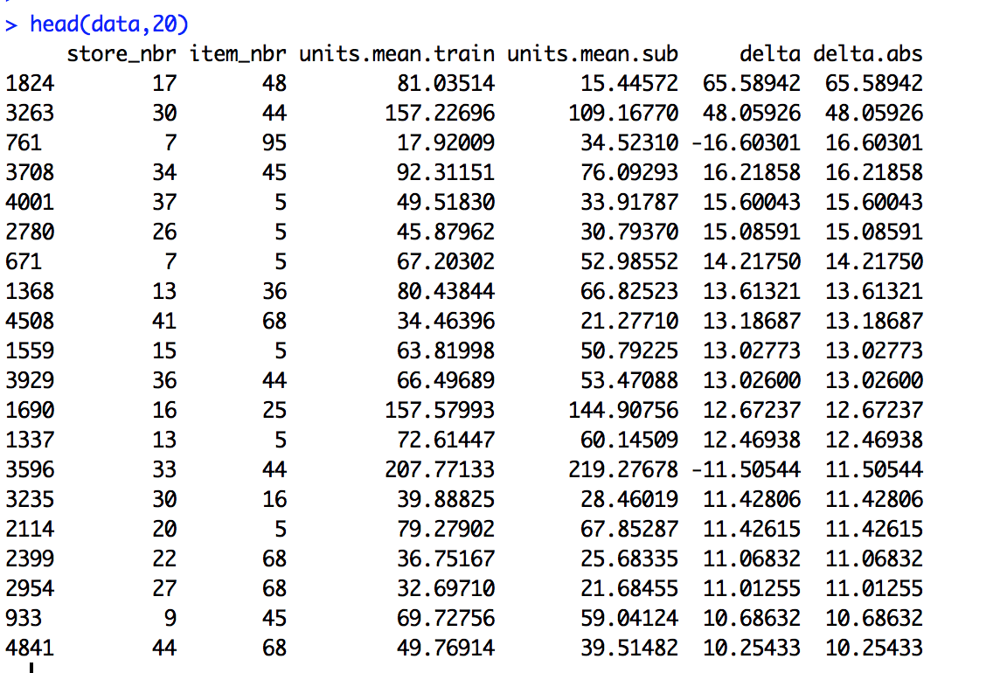 > head(data,20)
store_nbr item_nbr units.mean.train units.mean.sub delta delta.abs
1824 17 48 81.03514 15.44572 65.58942 65.58942
3263 30 44 157.22696 109.16770 48.05926 48.05926
761 7 95 17.92009 34.52310 -16.60301 16.60301
3708 34 45 92.31151 76.09293 16.21858 16.21858
4001 37 5 49.51830 33.91787 15.60043 15.60043
2780 26 5 45.87962 30.79370 15.08591 15.08591
671 7 5 67.20302 52.98552 14.21750 14.21750
1368 13 36 80.43844 66.82523 13.61321 13.61321
4508 41 68 34.46396 21.27710 13.18687 13.18687
1559 15 5 63.81998 50.79225 13.02773 13.02773
3929 36 44 66.49689 53.47088 13.02600 13.02600
1690 16 25 157.57993 144.90756 12.67237 12.67237
1337 13 5 72.61447 60.14509 12.46938 12.46938
3596 33 44 207.77133 219.27678 -11.50544 11.50544
3235 30 16 39.88825 28.46019 11.42806 11.42806
2114 20 5 79.27902 67.85287 11.42615 11.42615
2399 22 68 36.75167 25.68335 11.06832 11.06832
2954 27 68 32.69710 21.68455 11.01255 11.01255
933 9 45 69.72756 59.04124 10.68632 10.68632
4841 44 68 49.76914 39.51482 10.25433 10.25433